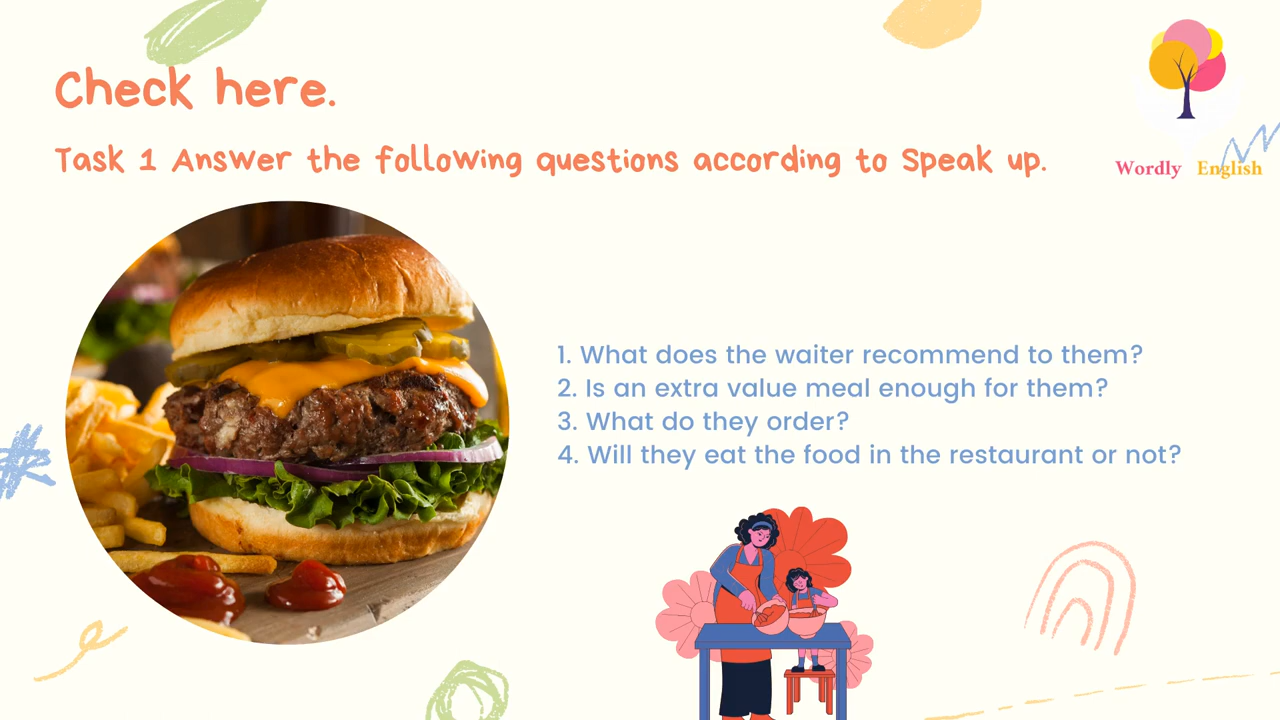 Check here.
Task 1 Answer the following questions according to Speak up.
Wordly English
1. What does the waiter recommend to them?
2. Is an extra value meal enough for them?
3. What do they order?
4. Will they eat the food in the restaurant or not?